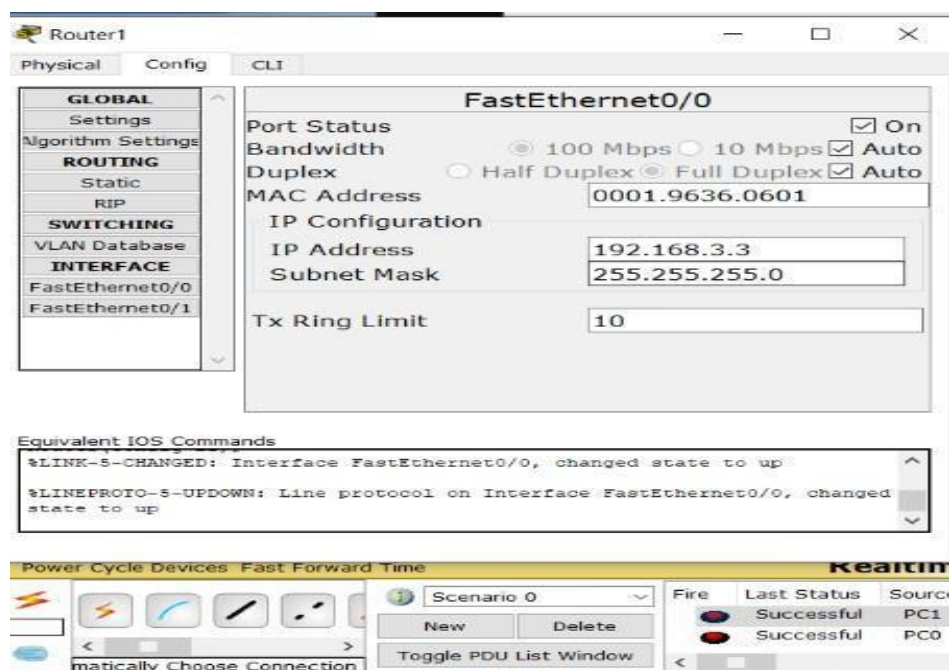 Router1
Physical Config CLI
GLOBAL
Settings
Algorithm Settings
ROUTING
Static
RIP
SWITCHING
VLAN Database
INTERFACE
FastEthernet0/0
FastEthernet0/1
FastEthernet0/0
Port Status On
Bandwidth 100 Mbps 10 Mbps Auto
Duplex Half Duplex Full Duplex Auto
MAC Address 0001.9636.0601
IP Configuration
IP Address 192.168.3.3
Subnet Mask 255.255.255.0
Tx Ring Limit 10
Equivalent IOS Commands
%LINK-5-CHANGED: Interface FastEthernet0/0, changed state to up
%LINEPROTO-5-UPDOWN: Line protocol on Interface FastEthernet0/0, changed
state to up
Power Cycle Devices Fast Forward Time Realtim
Scenario 0
New Delete
Toggle PDU List Window
Fire Last Status Source
Successful PC1
Successful PC0
matically Choose Connection